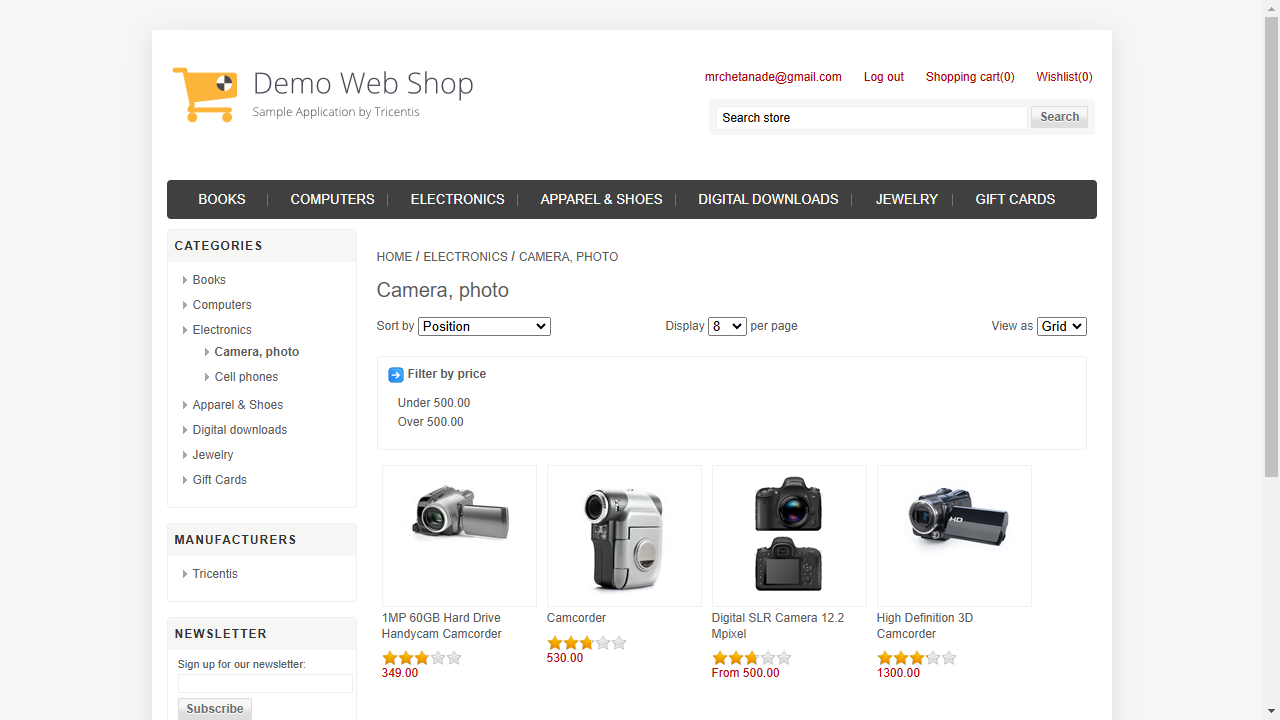 Demo Web Shop
Sample Application by Tricentis
mrchetanade@gmail.com Log out Shopping cart(0) Wishlist(0)
Search store Search
BOOKS COMPUTERS ELECTRONICS APPAREL & SHOES DIGITAL DOWNLOADS JEWELRY GIFT CARDS
CATEGORIES
Books
Computers
Electronics
Camera, photo
Cell phones
Apparel & Shoes
Digital downloads
Jewelry
Gift Cards
MANUFACTURERS
Tricentis
NEWSLETTER
Sign up for our newsletter:
Subscribe
HOME / ELECTRONICS / CAMERA, PHOTO
Camera, photo
Sort by Position Display 8 per page View as Grid
Filter by price
Under 500.00
Over 500.00
HD
1MP 60GB Hard Drive
Handycam Camcorder
349.00
Camcorder
530.00
Digital SLR Camera 12.2
Mpixel
From 500.00
High Definition 3D
Camcorder
1300.00